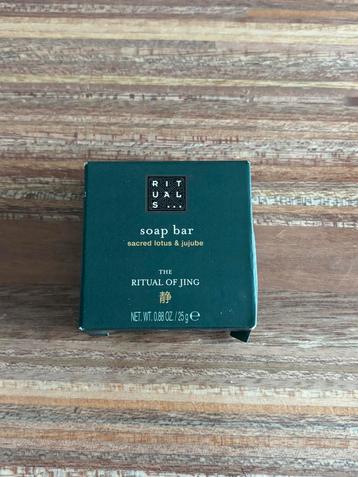 RIT
UAL
S...
soap bar
sacred lotus & jujube
THE
RITUAL OF JING
静
NET. WT. 0.88 OZ. / 25 g ℮